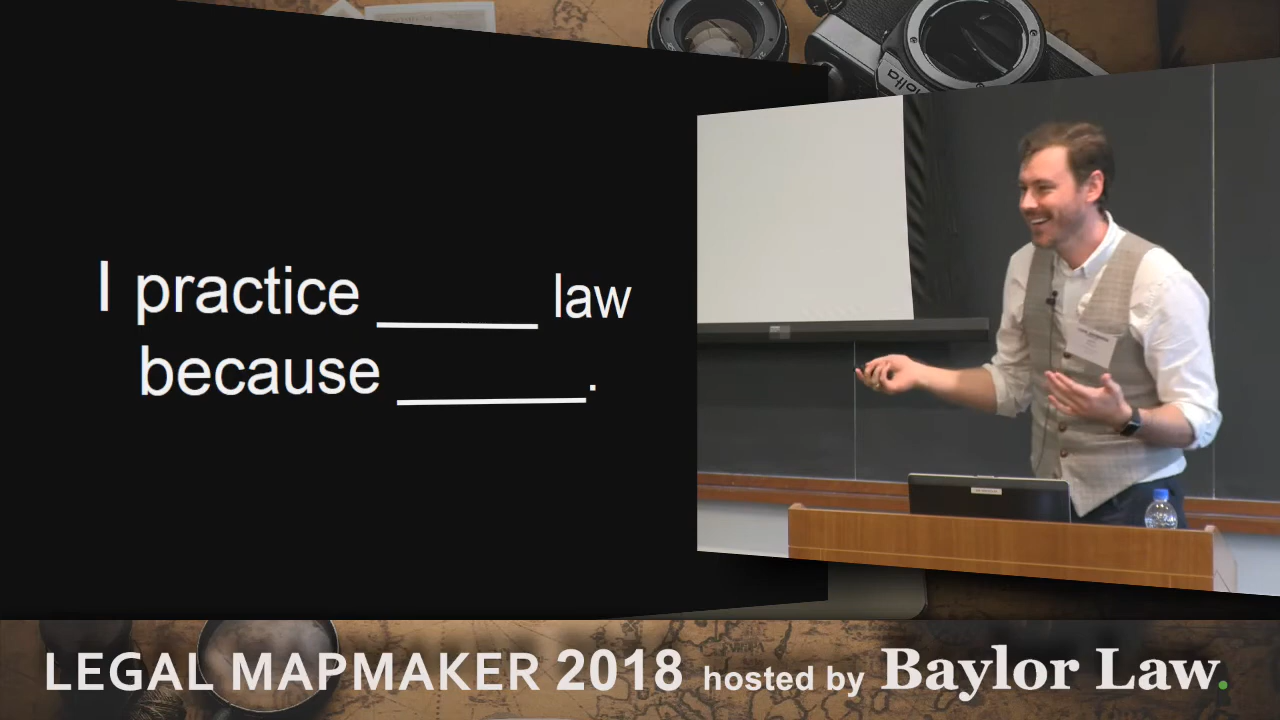 I practice _____ law
because ______.
LEGAL MAPMAKER 2018 hosted by Baylor Law.